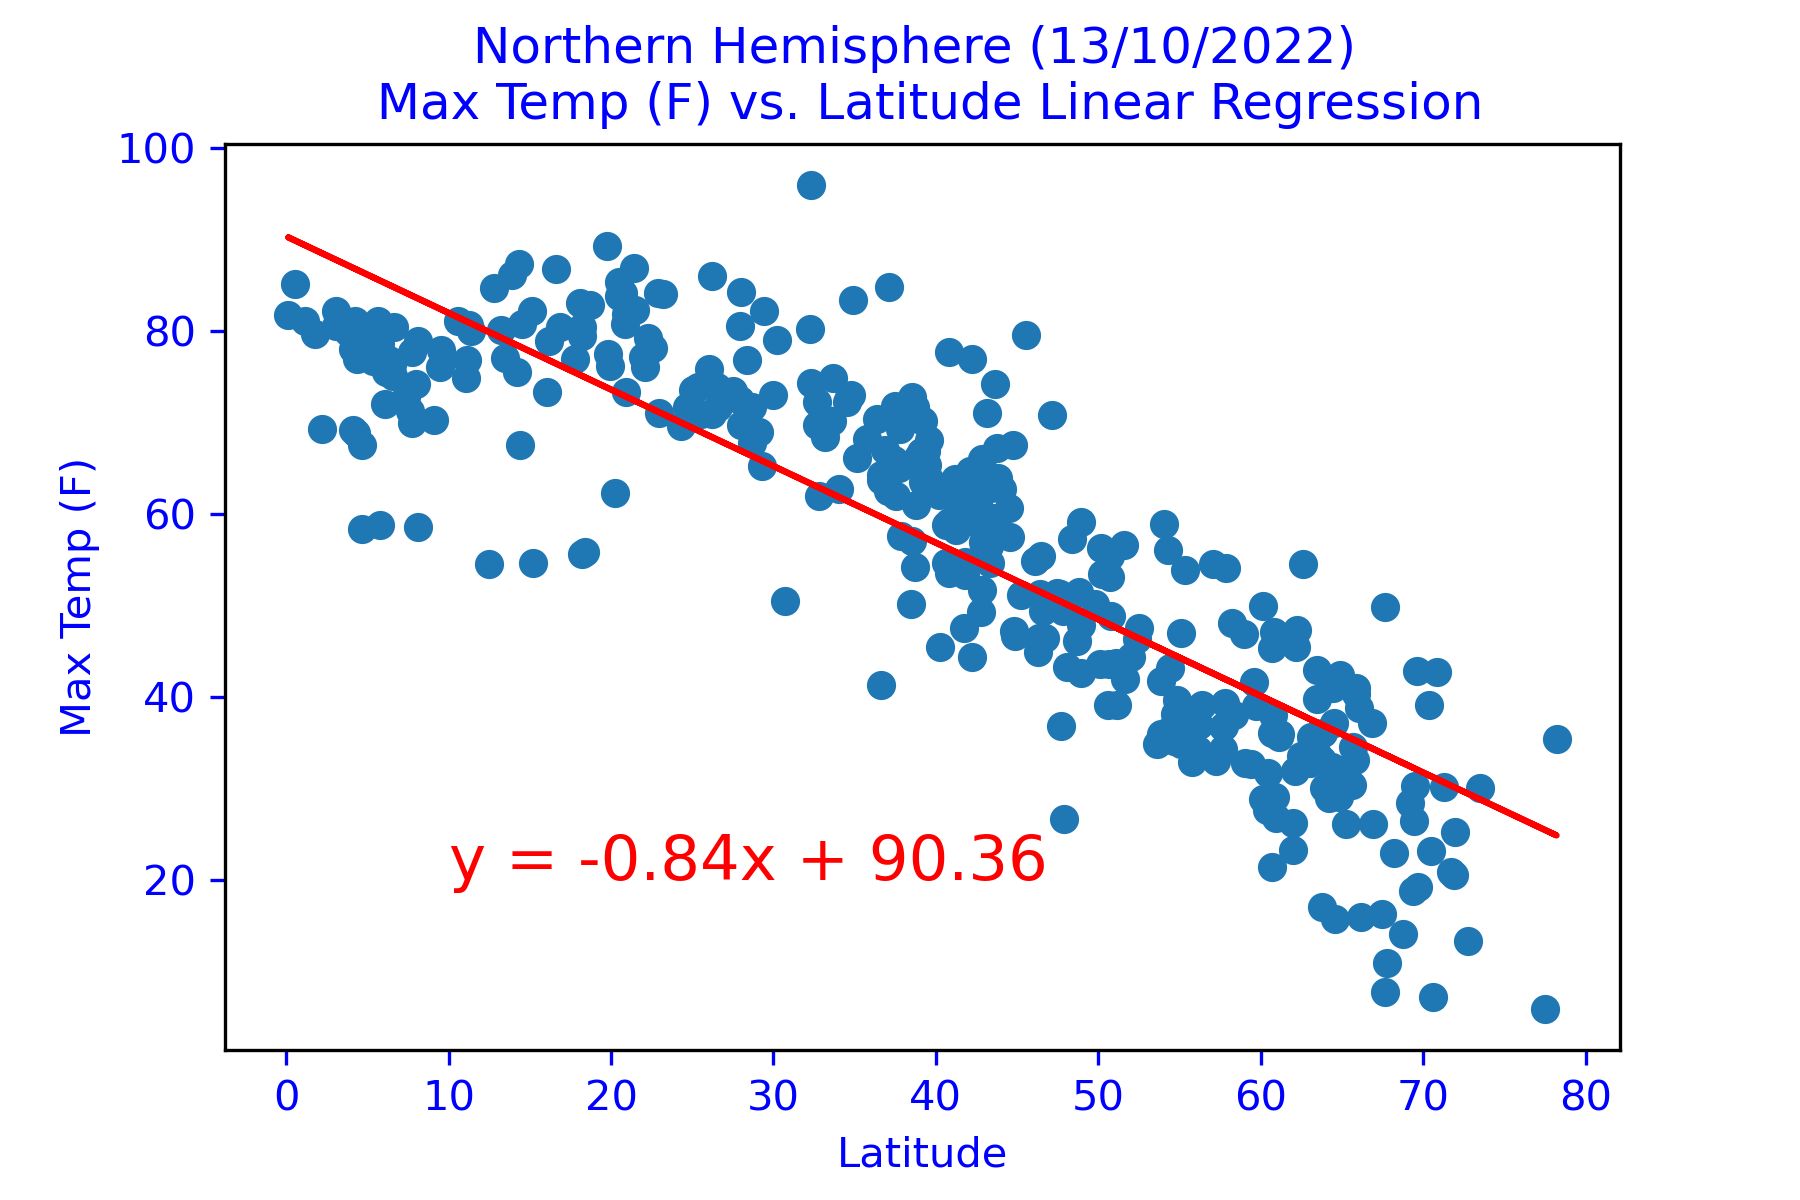 Northern Hemisphere (13/10/2022)
Max Temp (F) vs. Latitude Linear Regression
100
80
60
40
20
Max Temp (F)
y = -0.84x + 90.36
0 10 20 30 40 50 60 70 80
Latitude